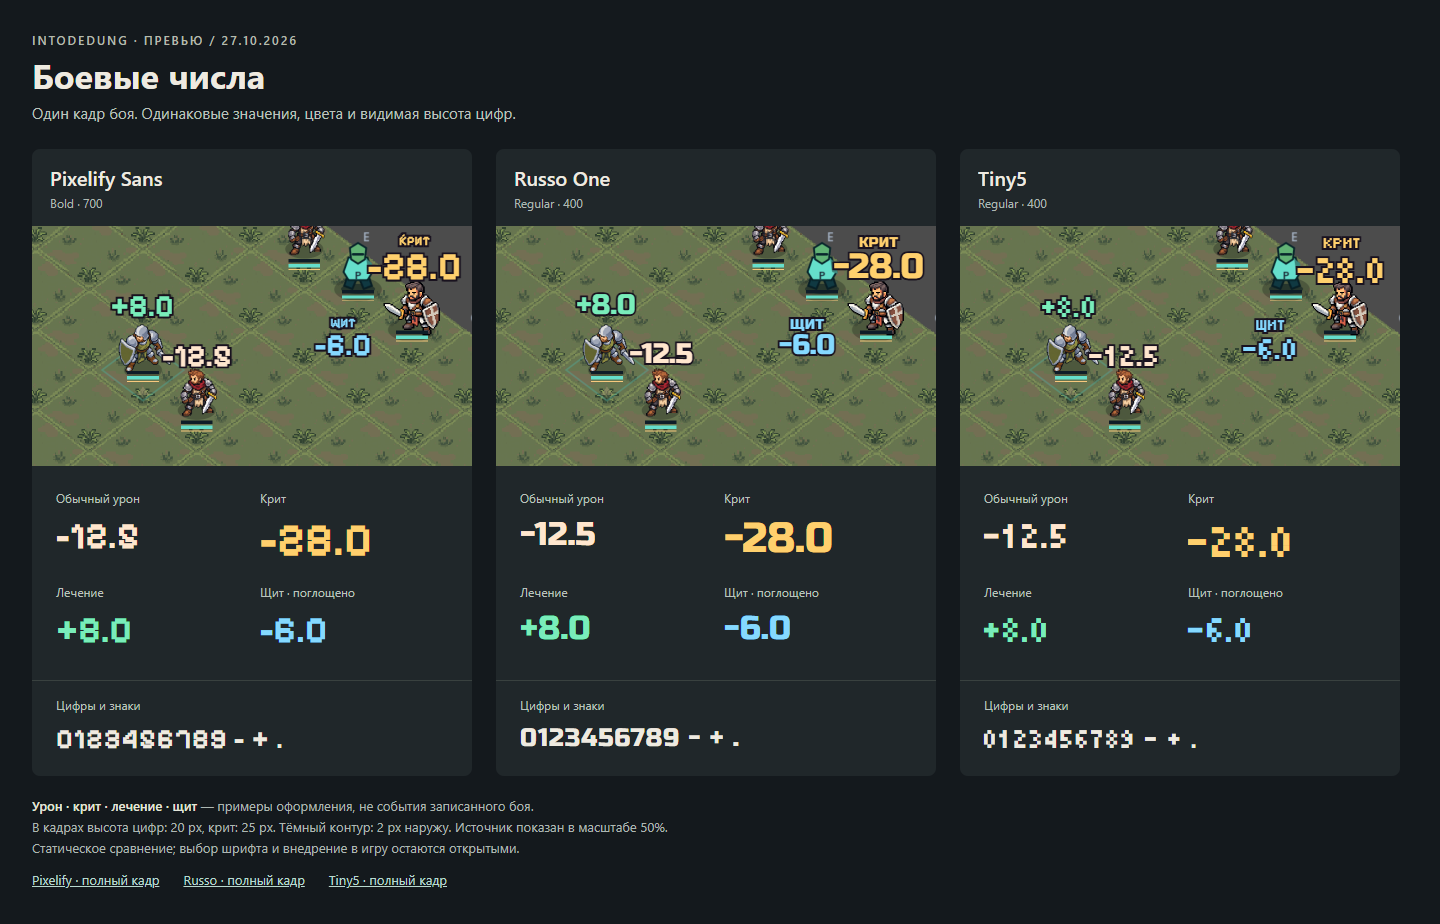 INTODEDUNG · ПРЕВЬЮ / 27.10.2026
Боевые числа
Один кадр боя. Одинаковые значения, цвета и видимая высота цифр.
Pixelify Sans
Bold · 700
E
КРИТ
-28.0
P
+8.0
ЩИТ
-6.0
-12.5
Обычный урон
Крит
-12.5
-28.0
Лечение
Щит · поглощено
+8.0
-6.0
Цифры и знаки
0123456789 - + .
Russo One
Regular · 400
E
КРИТ
-28.0
P
+8.0
ЩИТ
-6.0
-12.5
Обычный урон
Крит
-12.5
-28.0
Лечение
Щит · поглощено
+8.0
-6.0
Цифры и знаки
0123456789 - + .
Tiny5
Regular · 400
E
КРИТ
-28.0
P
+8.0
ЩИТ
-6.0
-12.5
Обычный урон
Крит
-12.5
-28.0
Лечение
Щит · поглощено
+8.0
-6.0
Цифры и знаки
0123456789 - + .
Урон · крит · лечение · щит — примеры оформления, не события записанного боя.
В кадрах высота цифр: 20 px, крит: 25 px. Тёмный контур: 2 px наружу. Источник показан в масштабе 50%.
Статическое сравнение; выбор шрифта и внедрение в игру остаются открытыми.
Pixelify · полный кадр
Russo · полный кадр
Tiny5 · полный кадр